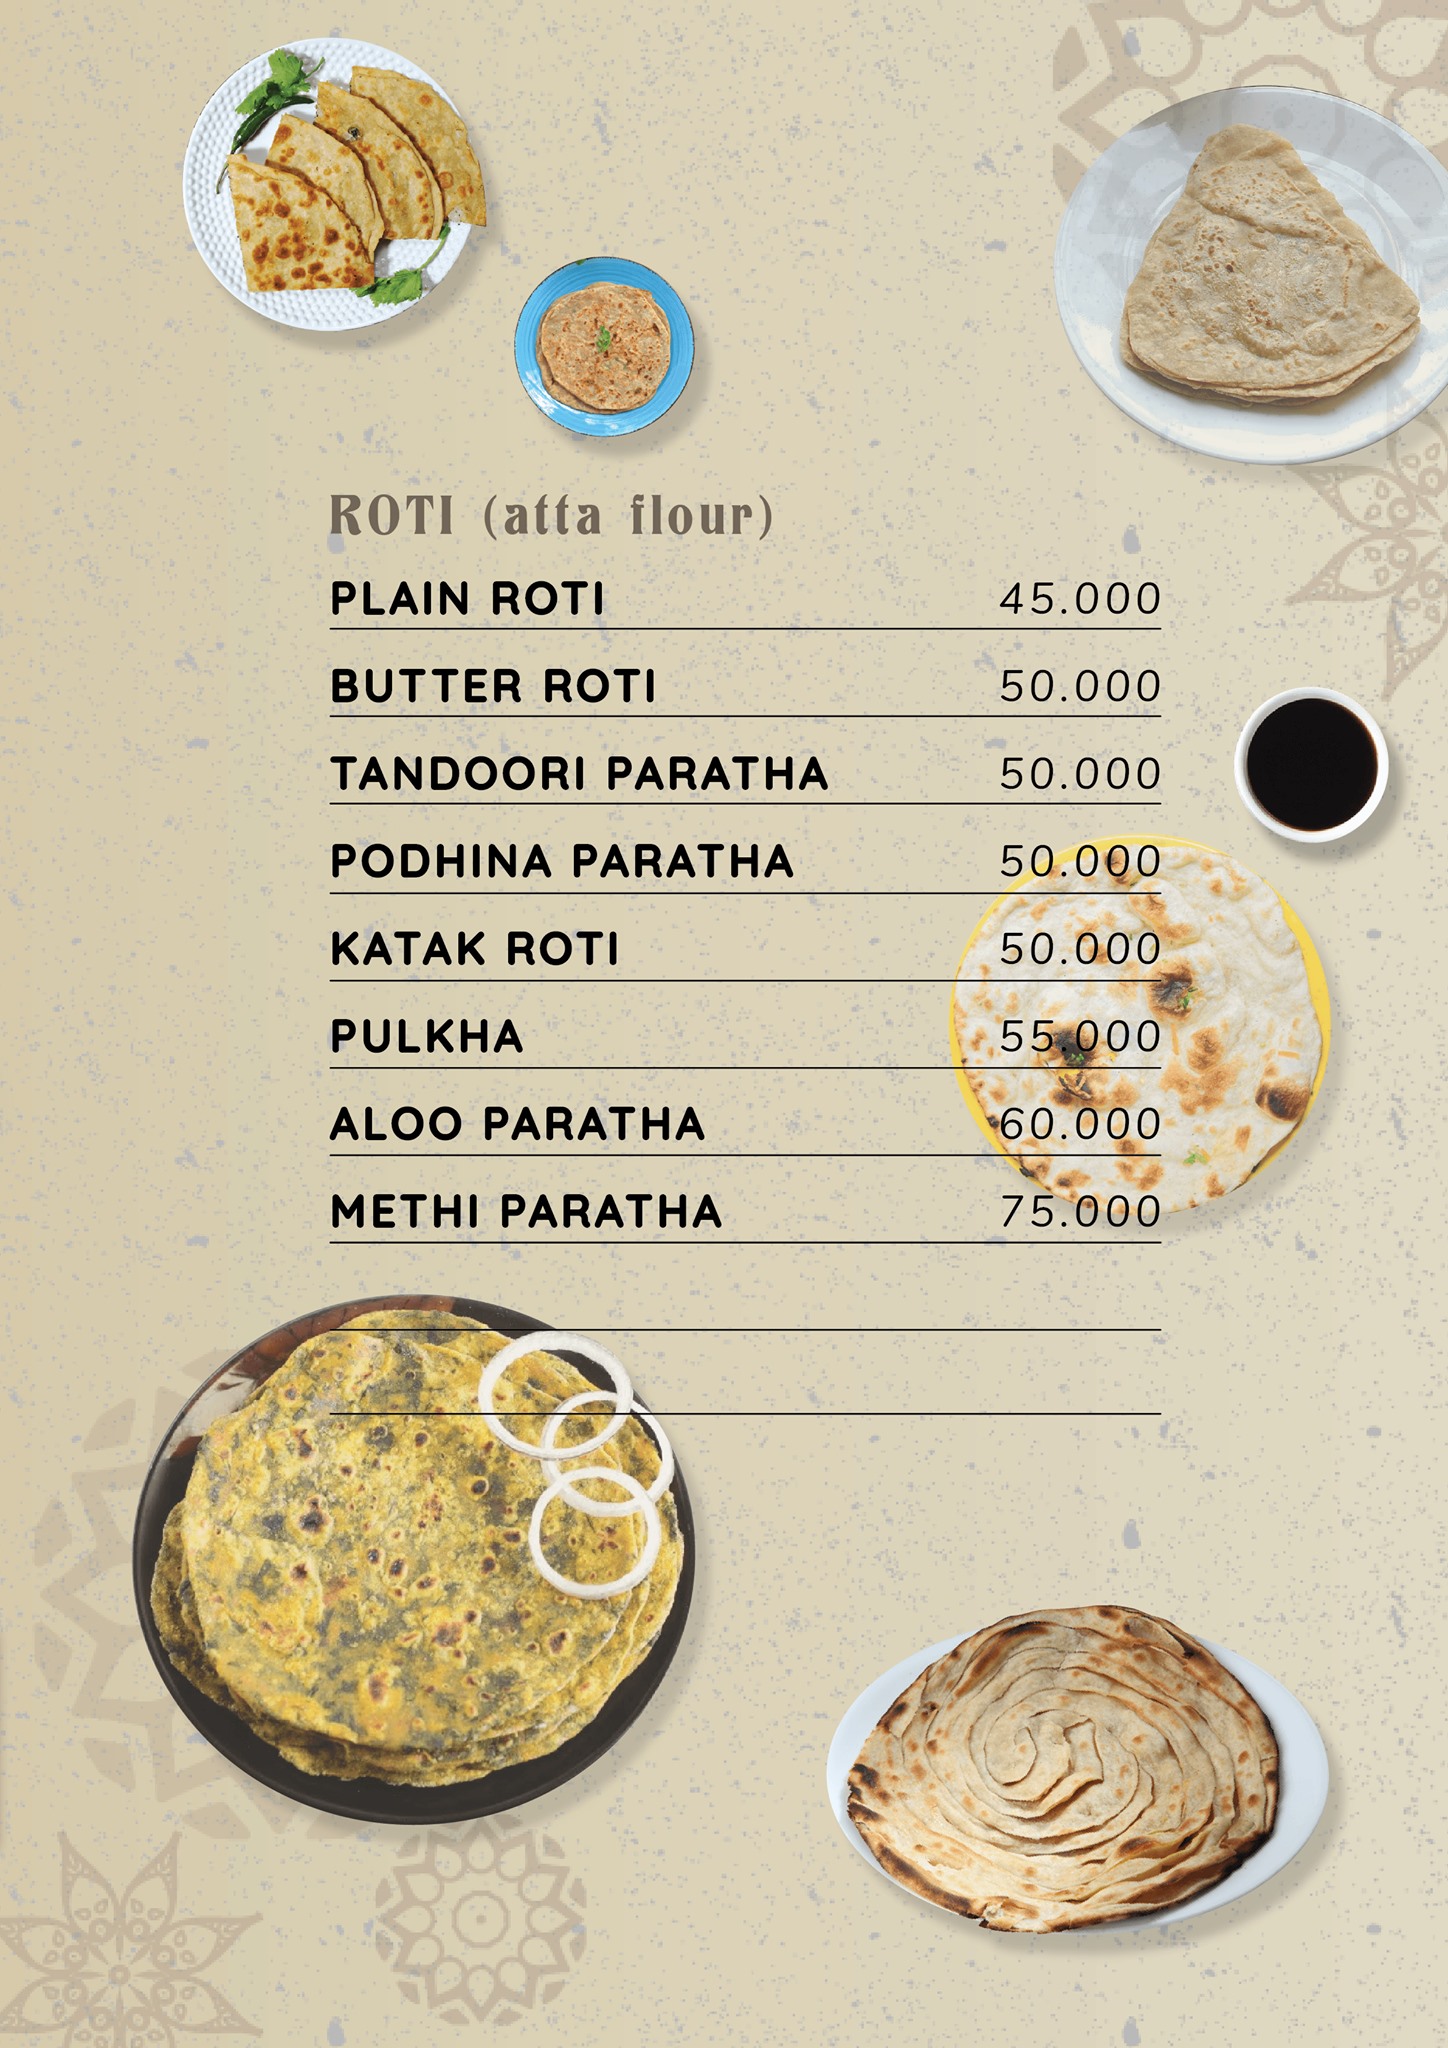 ROTI (atta flour)
PLAIN ROTI 45.000
BUTTER ROTI 50.000
TANDOORI PARATHA 50.000
PODHINA PARATHA 50.000
KATAK ROTI 50.000
PULKHA 55.000
ALOO PARATHA 60.000
METHI PARATHA 75.000